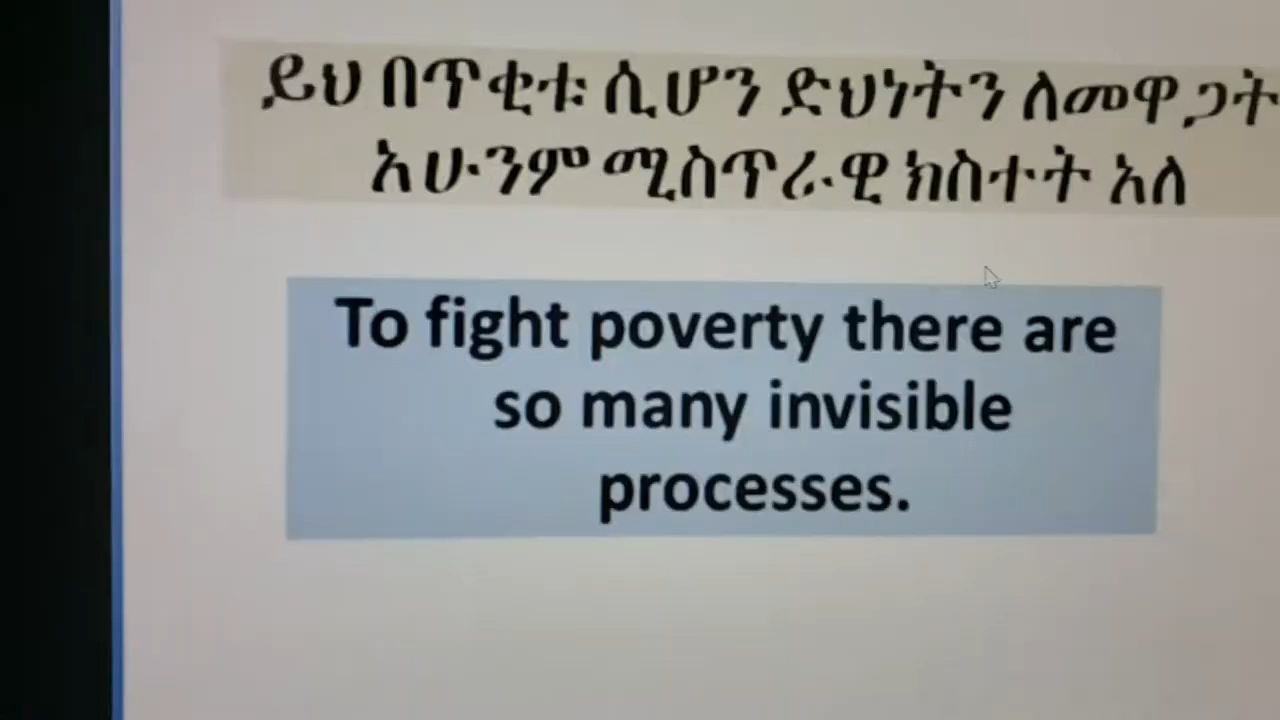 ይህ በጥቂቱ ሲሆን ድህነትን ለመዋጋት
አሁንም ሚስጥራዊ ክስተት አለ
To fight poverty there are
so many invisible
processes.